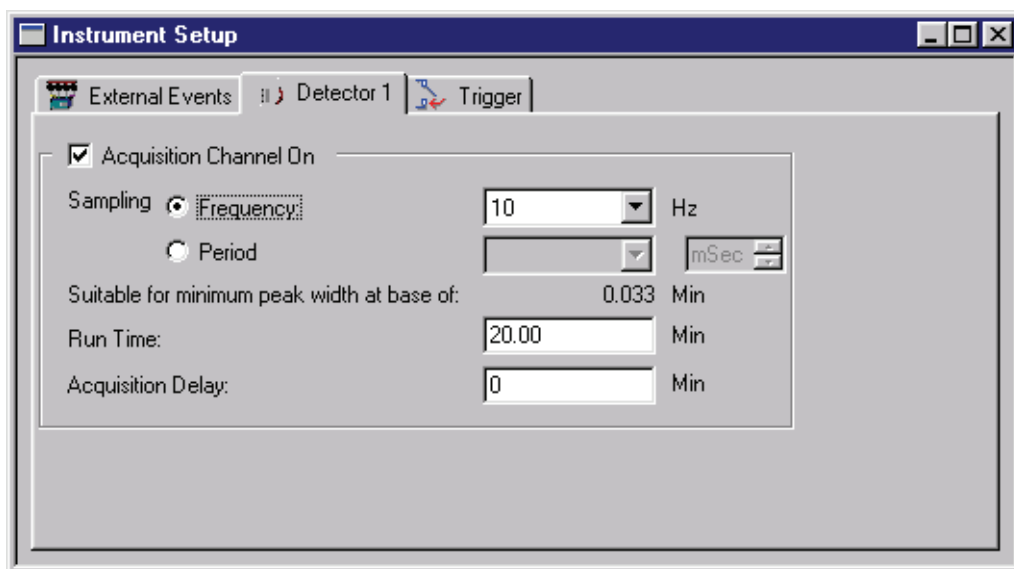 Instrument Setup
External Events Detector 1 Trigger
Acquisition Channel On
Sampling Frequency: 10 Hz
Period mSec
Suitable for minimum peak width at base of: 0.033 Min
Run Time: 20.00 Min
Acquisition Delay: 0 Min